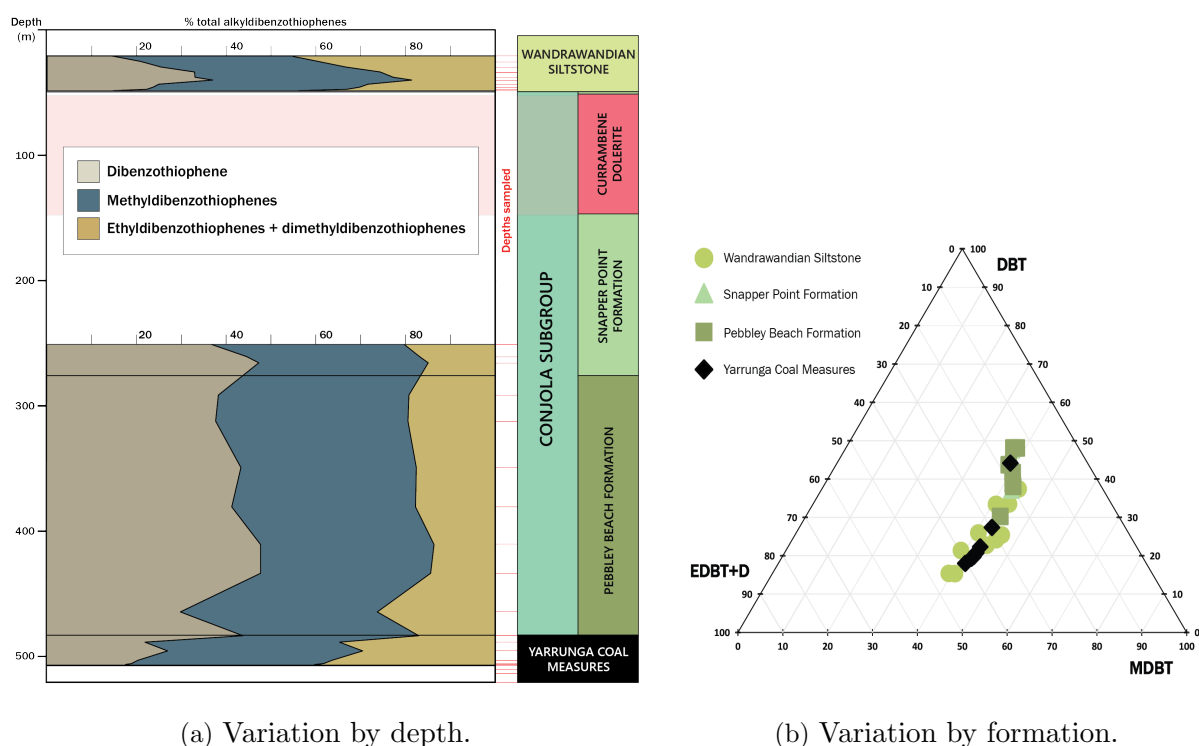 Depth
(m)
% total alkyldibenzothiophenes
20
40
60
80
100
200
300
400
500
Dibenzothiophene
Methyldibenzothiophenes
Ethyldibenzothiophenes + dimethyldibenzothiophenes
20
40
60
80
Depths sampled
WANDRAWANDIAN
SILTSTONE
CONJOLA SUBGROUP
CURRAMBENE
DOLERITE
SNAPPER POINT
FORMATION
PEBBLEY BEACH FORMATION
YARRUNGA COAL
MEASURES
(a) Variation by depth.
Wandrawandian Siltstone
Snapper Point Formation
Pebbley Beach Formation
Yarrunga Coal Measures
0 100
DBT
10 90
20 80
30 70
40 60
50 50
60 40
70 30
80 20
EDBT+D
90 10
100 0
0 10 20 30 40 50 60 70 80 90 100
MDBT
(b) Variation by formation.